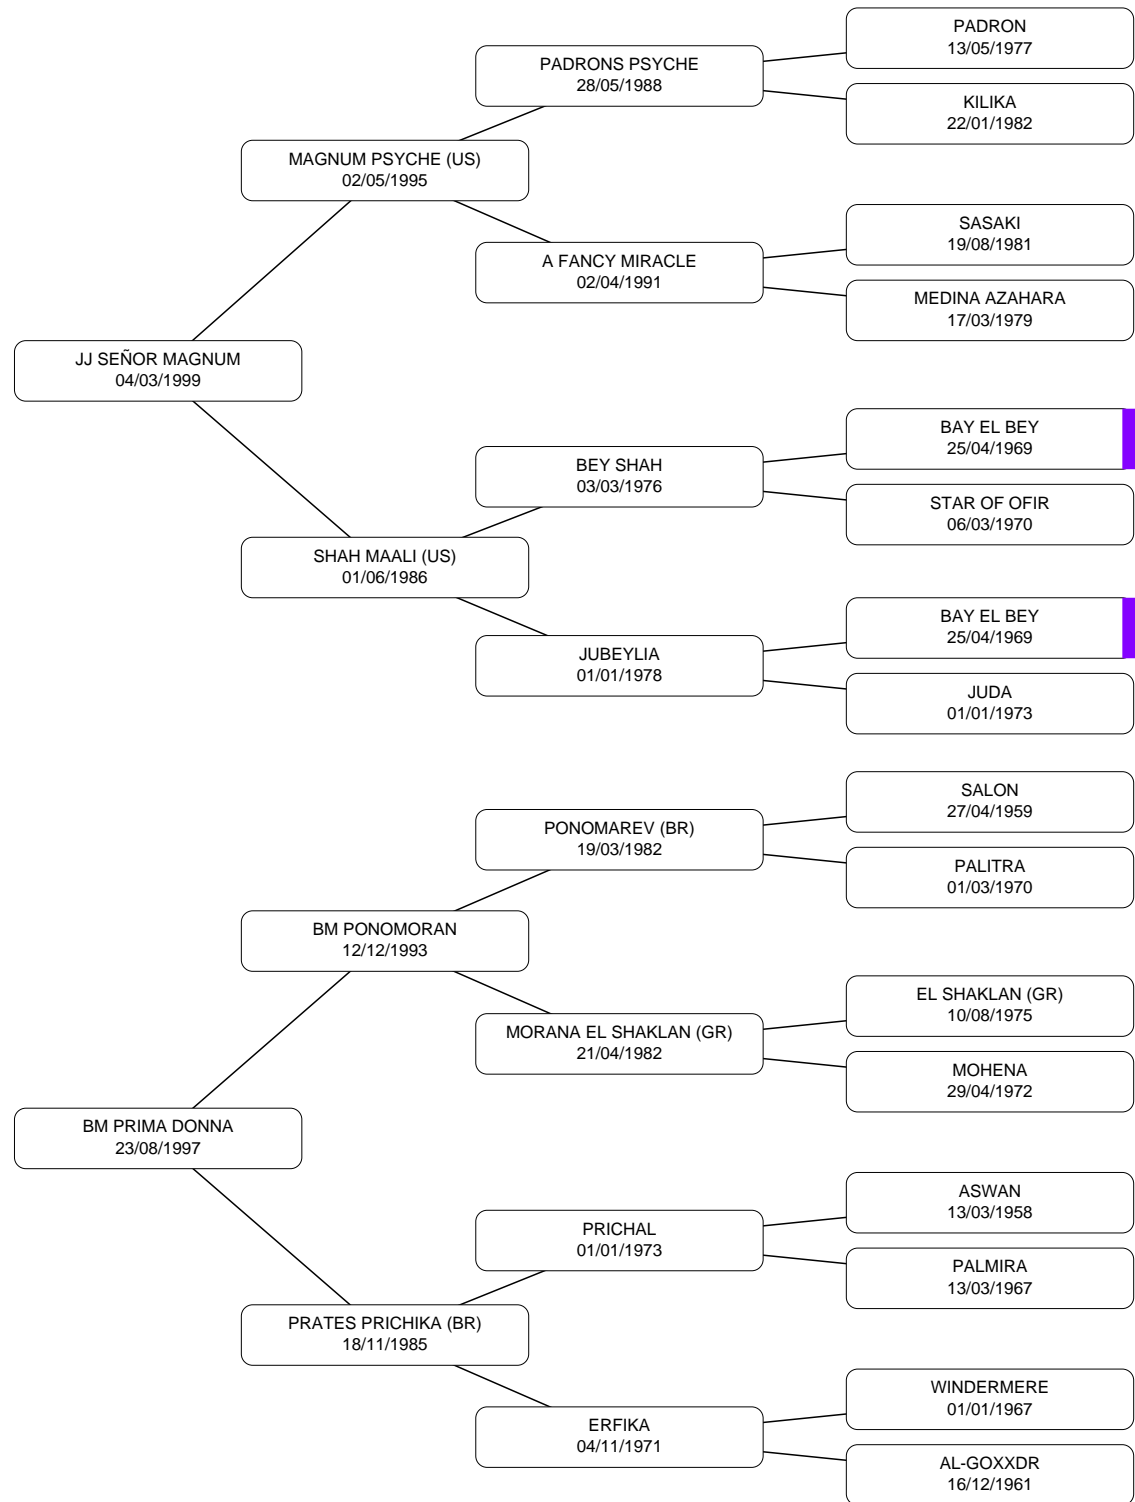 PADRON
13/05/1977
PADRONS PSYCHE
28/05/1988
KILIKA
22/01/1982
MAGNUM PSYCHE (US)
02/05/1995
SASAKI
19/08/1981
A FANCY MIRACLE
02/04/1991
MEDINA AZAHARA
17/03/1979
JJ SEÑOR MAGNUM
04/03/1999
BAY EL BEY
25/04/1969
BEY SHAH
03/03/1976
STAR OF OFIR
06/03/1970
SHAH MAALI (US)
01/06/1986
BAY EL BEY
25/04/1969
JUBEYLIA
01/01/1978
JUDA
01/01/1973
SALON
27/04/1959
PONOMAREV (BR)
19/03/1982
PALITRA
01/03/1970
BM PONOMORAN
12/12/1993
EL SHAKLAN (GR)
10/08/1975
MORANA EL SHAKLAN (GR)
21/04/1982
MOHENA
29/04/1972
BM PRIMA DONNA
23/08/1997
ASWAN
13/03/1958
PRICHAL
01/01/1973
PALMIRA
13/03/1967
PRATES PRICHIKA (BR)
18/11/1985
WINDERMERE
01/01/1967
ERFIKA
04/11/1971
AL-GOXXDR
16/12/1961